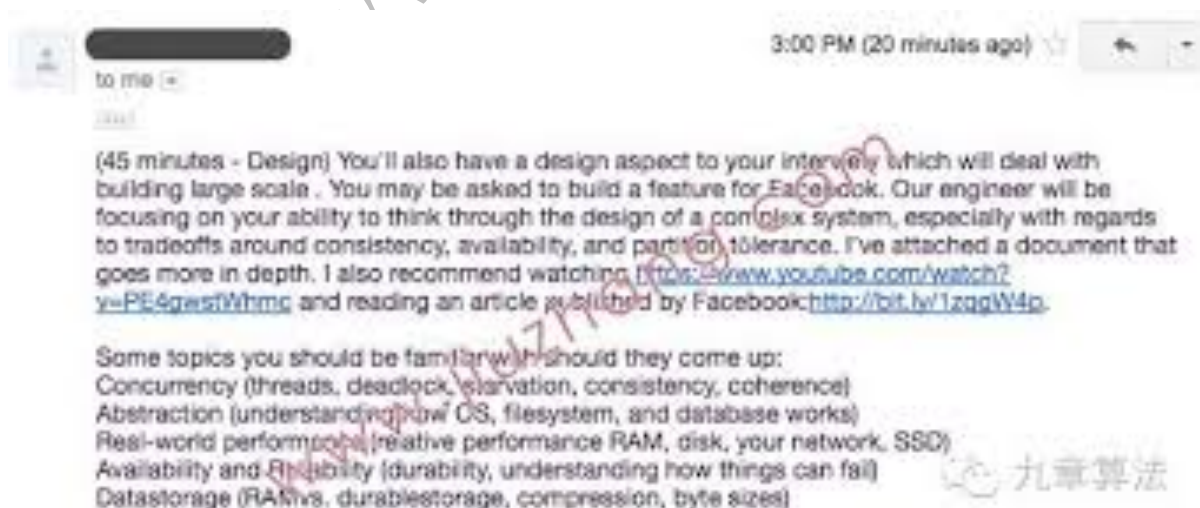 3:00 PM (20 minutes ago)
to me
(45 minutes - Design) You'll also have a design aspect to your which will deal with
building large scale . You may be asked to build a feature for Facebook. Our engineer will be
focusing on your ability to think through the design of a complex system, especially with regards
to tradeoffs around consistency, availability, and partition tolerance. I've attached a document that
goes more in depth. I also recommend watching https://www.youtube.com/watch?
v=PE4gwstWhmc and reading an article published by Facebook:
Some topics you should be familiar with should they come up:
Concurrency (threads, deadlock, starvation, consistency, coherence)
Abstraction (understanding how OS, filesystem, and database works)
Real-world performance (relative performance RAM, disk, your network, SSD)
Availability and Reliability (durability, understanding how things can fail)
Datastorage (RAM vs. durablestorage, compression, byte sizes)
www.jiuzhang.com
九章算法